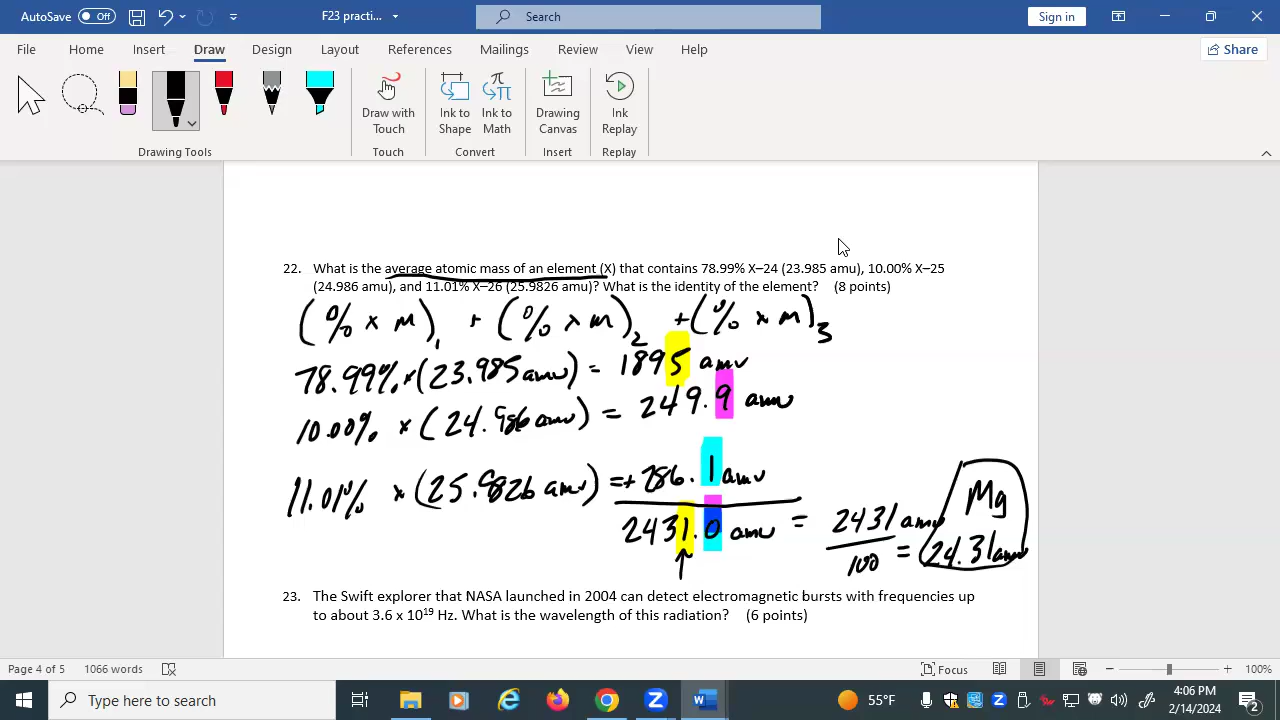 AutoSave Off F23 practi... Search Sign in
File Home Insert Draw Design Layout References Mailings Review View Help Share
Draw with Touch Ink to Shape Ink to Math Drawing Canvas Ink Replay
Drawing Tools Touch Convert Insert Replay
22. What is the average atomic mass of an element (X) that contains 78.99% X–24 (23.985 amu), 10.00% X–25
(24.986 amu), and 11.01% X–26 (25.9826 amu)? What is the identity of the element? (8 points)
(% x m)1 + (% x m)2 + (% x m)3
78.99% x (23.985 amu) = 1895 amu
10.00% x (24.986 amu) = 249.9 amu
11.01% x (25.9826 amu) = + 286.1 amu
2431.0 amu = 2431 amu / 100 = 24.31 amu Mg
23. The Swift explorer that NASA launched in 2004 can detect electromagnetic bursts with frequencies up
to about 3.6 x 10¹⁹ Hz. What is the wavelength of this radiation? (6 points)
Page 4 of 5 1066 words Focus 100%
Type here to search 55°F 4:06 PM
2/14/2024 2